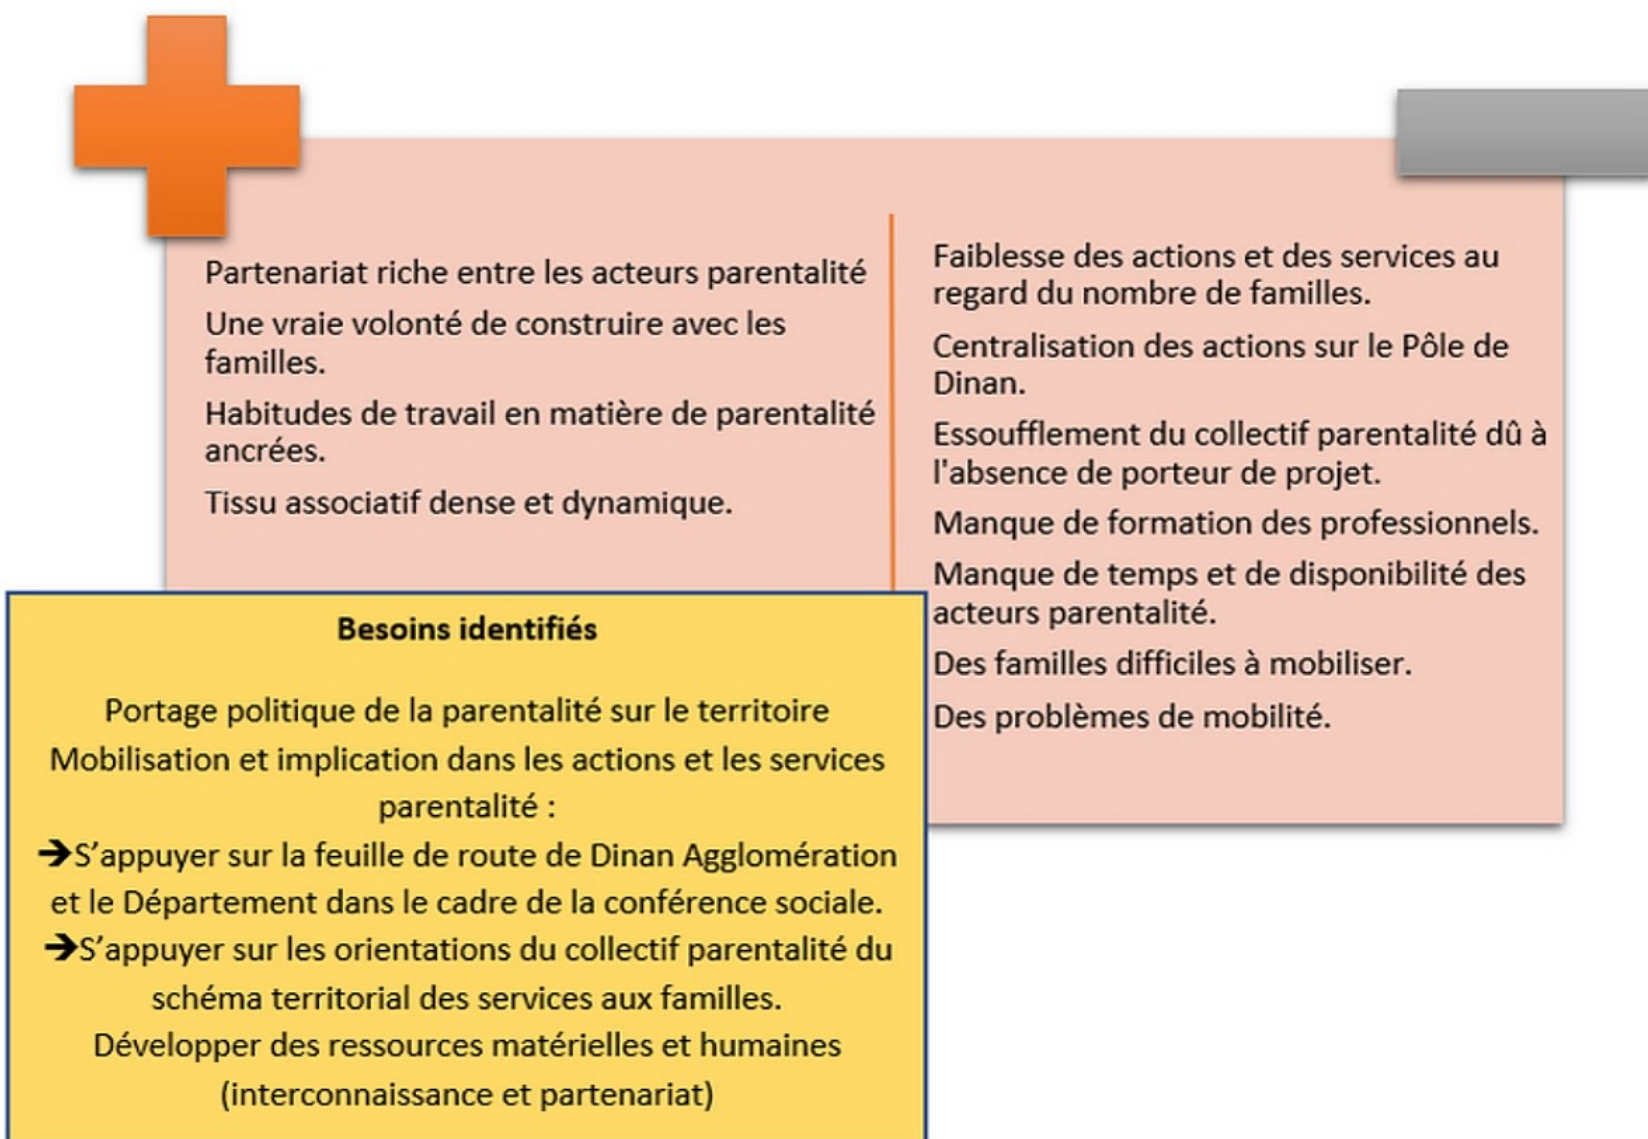 Partenariat riche entre les acteurs parentalité
Une vraie volonté de construire avec les
familles.
Habitudes de travail en matière de parentalité
ancrées.
Tissu associatif dense et dynamique.
Faiblesse des actions et des services au
regard du nombre de familles.
Centralisation des actions sur le Pôle de
Dinan.
Essoufflement du collectif parentalité dû à
l'absence de porteur de projet.
Manque de formation des professionnels.
Manque de temps et de disponibilité des
acteurs parentalité.
Des familles difficiles à mobiliser.
Des problèmes de mobilité.
Besoins identifiés
Portage politique de la parentalité sur le territoire
Mobilisation et implication dans les actions et les services
parentalité :
➔S’appuyer sur la feuille de route de Dinan Agglomération
et le Département dans le cadre de la conférence sociale.
➔S’appuyer sur les orientations du collectif parentalité du
schéma territorial des services aux familles.
Développer des ressources matérielles et humaines
(interconnaissance et partenariat)